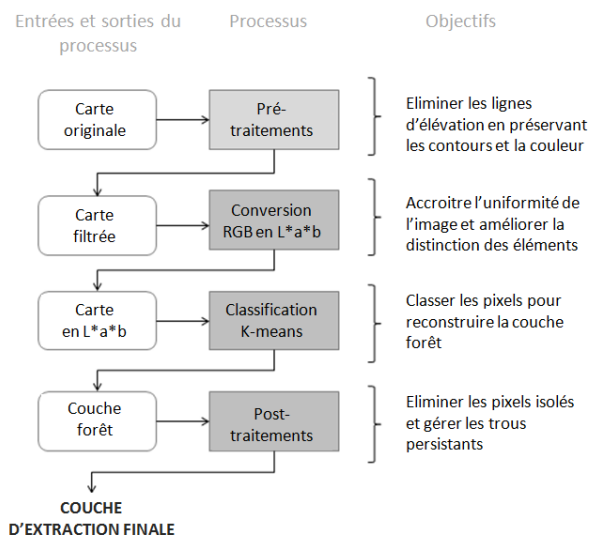 Entrées et sorties du
processus
Processus
Objectifs
Carte
originale
Pré-
traitements
Eliminer les lignes
d'élévation en préservant
les contours et la couleur
Carte
filtrée
Conversion
RGB en L*a*b
Accroitre l'uniformité de
l'image et améliorer la
distinction des éléments
Carte
en L*a*b
Classification
K-means
Classer les pixels pour
reconstruire la couche
forêt
Couche
forêt
Post-
traitements
Eliminer les pixels isolés
et gérer les trous
persistants
COUCHE
D'EXTRACTION FINALE